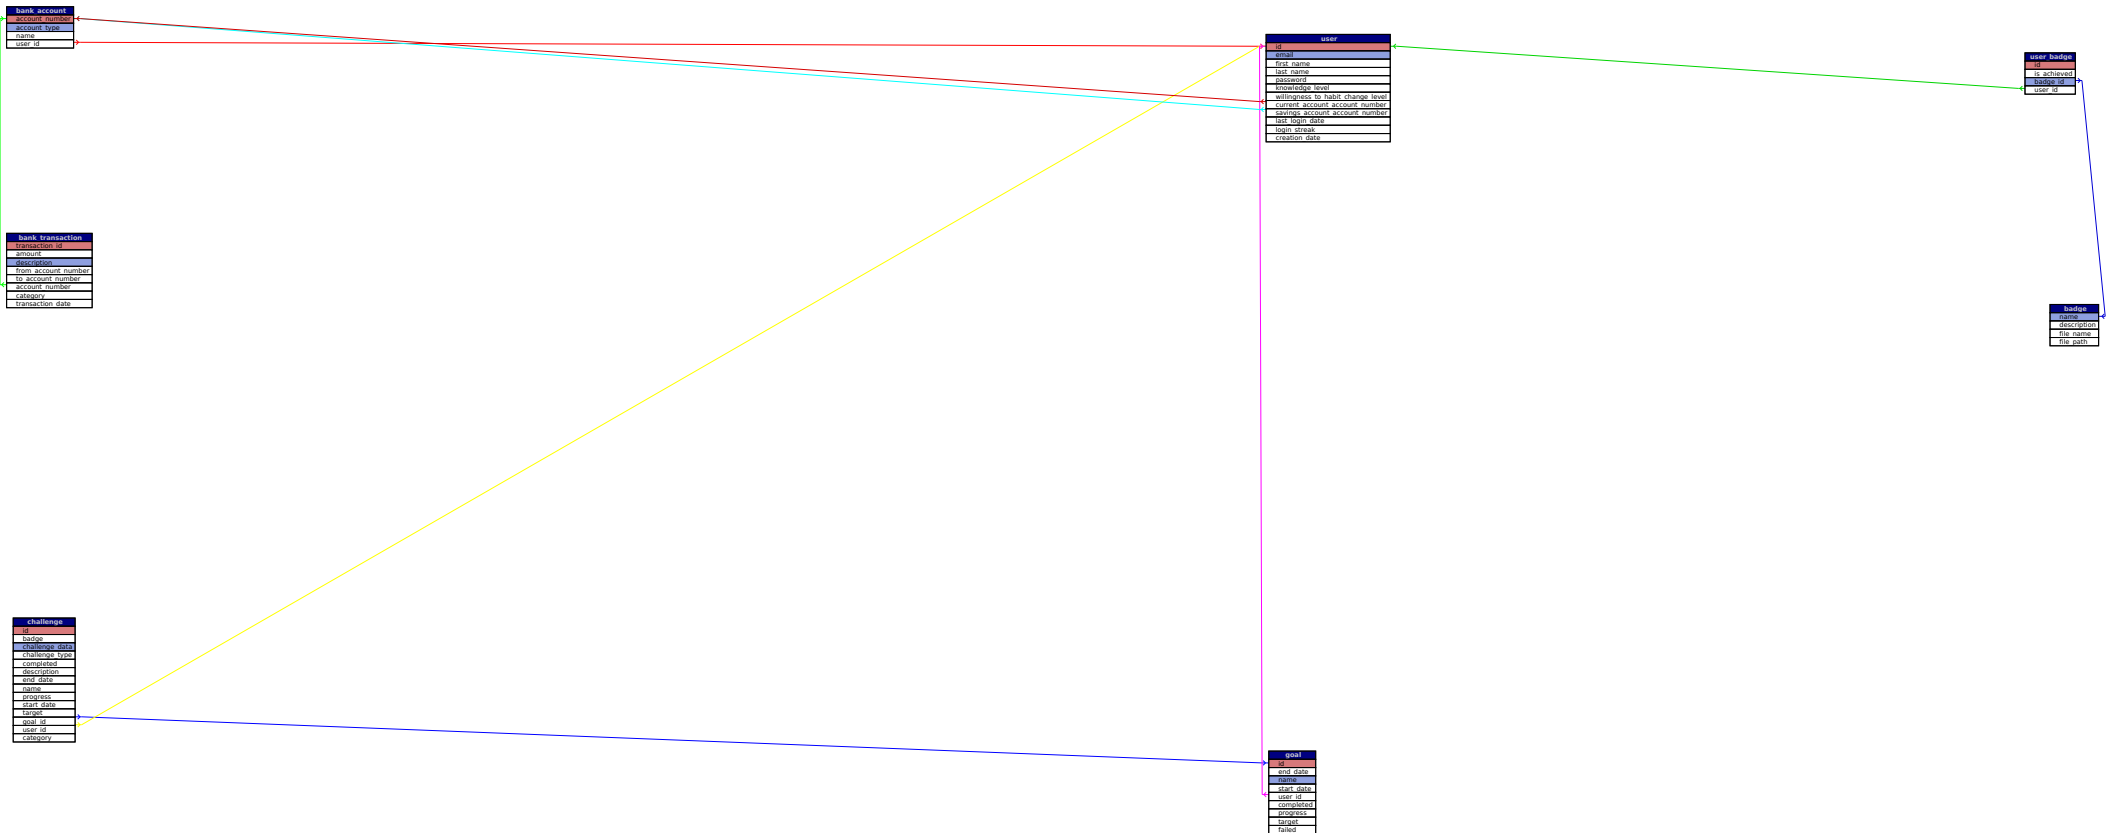 bank_account
account_number
account_type
name
user_id
user
id
email
first_name
last_name
password
knowledge_level
willingness_to_habit_change_level
current_account_account_number
savings_account_account_number
last_login_date
login_streak
creation_date
user_badge
id
is_achieved
badge_id
user_id
bank_transaction
transaction_id
amount
description
from_account_number
to_account_number
account_number
category
transaction_date
badge
name
description
file_name
file_path
challenge
id
badge
challenge_data
challenge_type
completed
description
end_date
name
progress
start_date
target
goal_id
user_id
category
goal
id
end_date
name
start_date
user_id
completed
progress
target
failed